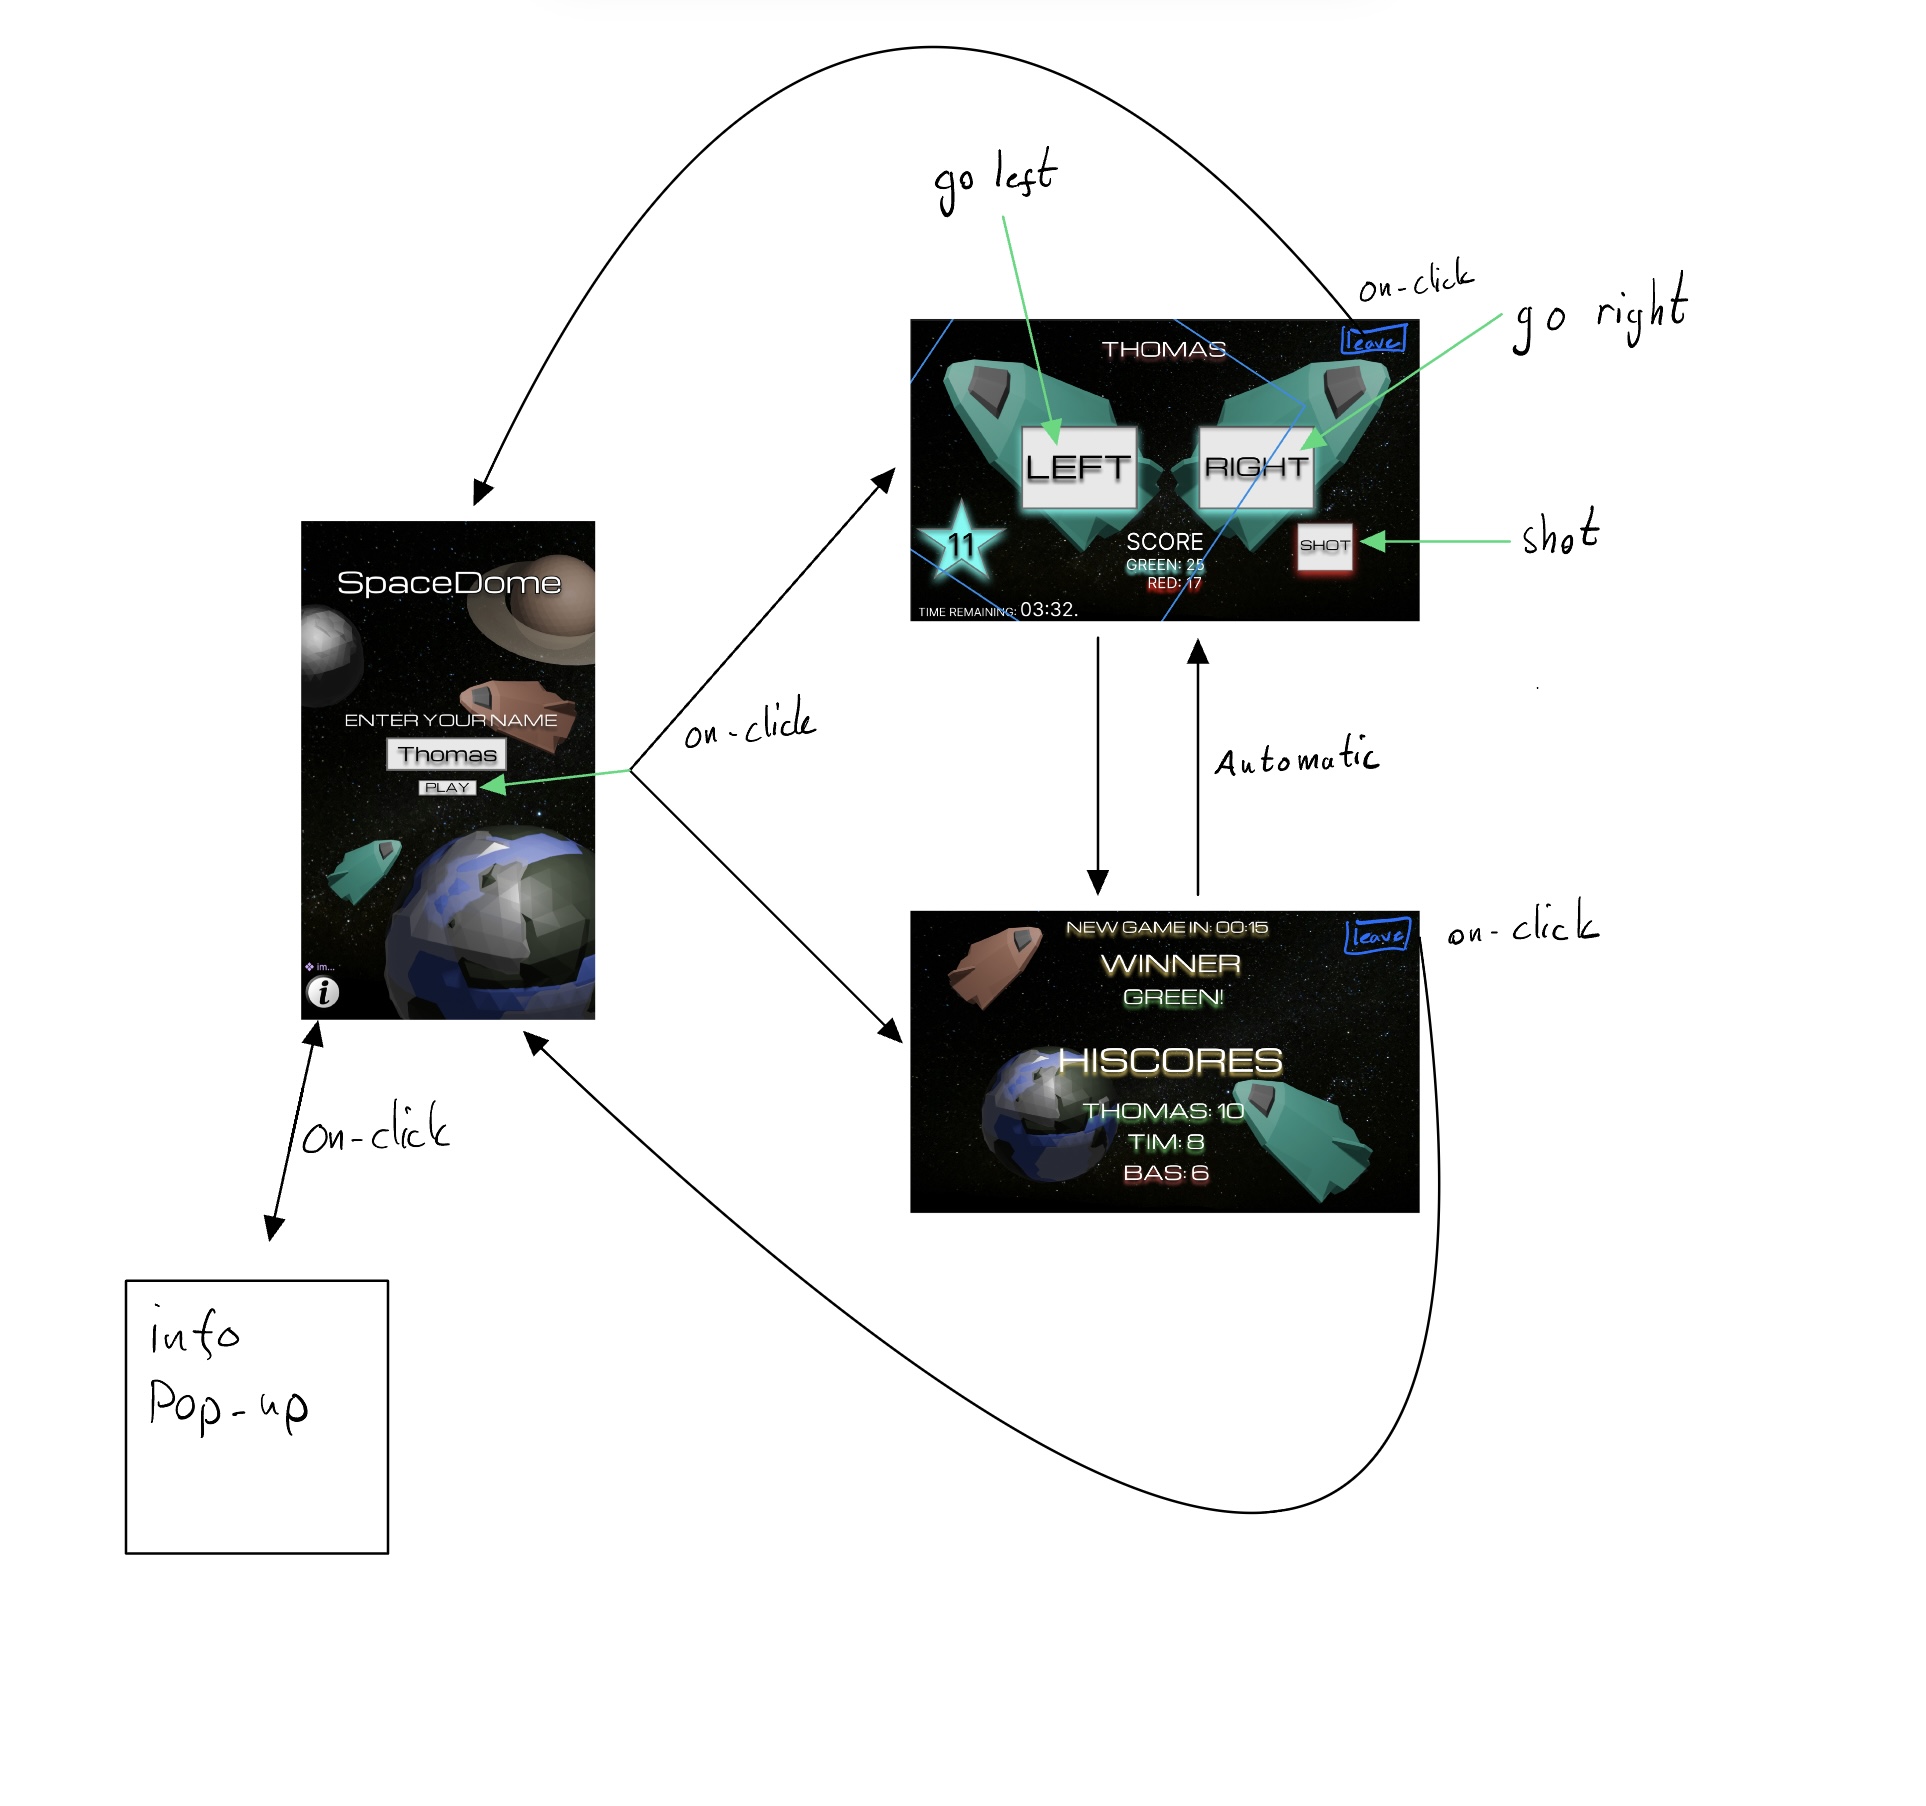 go left
on-click
go right
THOMAS
leave
LEFT
RIGHT
11
SCORE
GREEN: 25
RED: 17
SHOT
shot
TIME REMAINING: 03:32.
SpaceDome
ENTER YOUR NAME
Thomas
PLAY
on-click
Automatic
im...
i
NEW GAME IN: 00:15
leave
on-click
WINNER
GREEN!
HISCORES
THOMAS: 10
TIM: 8
BAS: 6
on-click
info
Pop-up